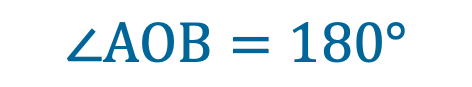 ∠AOB = 180°